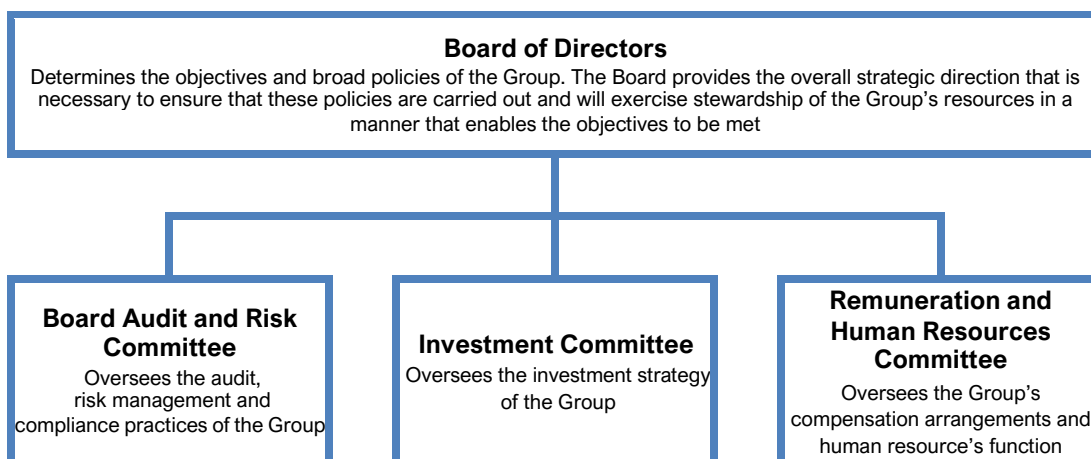 Board of Directors
Determines the objectives and broad policies of the Group. The Board provides the overall strategic direction that is
necessary to ensure that these policies are carried out and will exercise stewardship of the Group's resources in a
manner that enables the objectives to be met
Board Audit and Risk
Committee
Oversees the audit,
risk management and
compliance practices of the Group
Investment Committee
Oversees the investment strategy
of the Group
Remuneration and
Human Resources
Committee
Oversees the Group's
compensation arrangements and
human resource's function